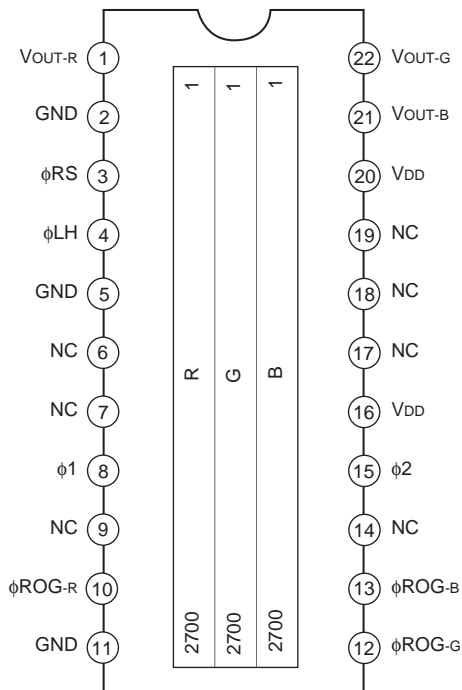 VOUT-R 1 22 VOUT-G
1 1 1
GND 2 21 VOUT-B
φRS 3 20 VDD
φLH 4 19 NC
GND 5 18 NC
NC 6 17 NC
R G B
NC 7 16 VDD
φ1 8 15 φ2
NC 9 14 NC
φROG-R 10 13 φROG-B
2700 2700 2700
GND 11 12 φROG-G